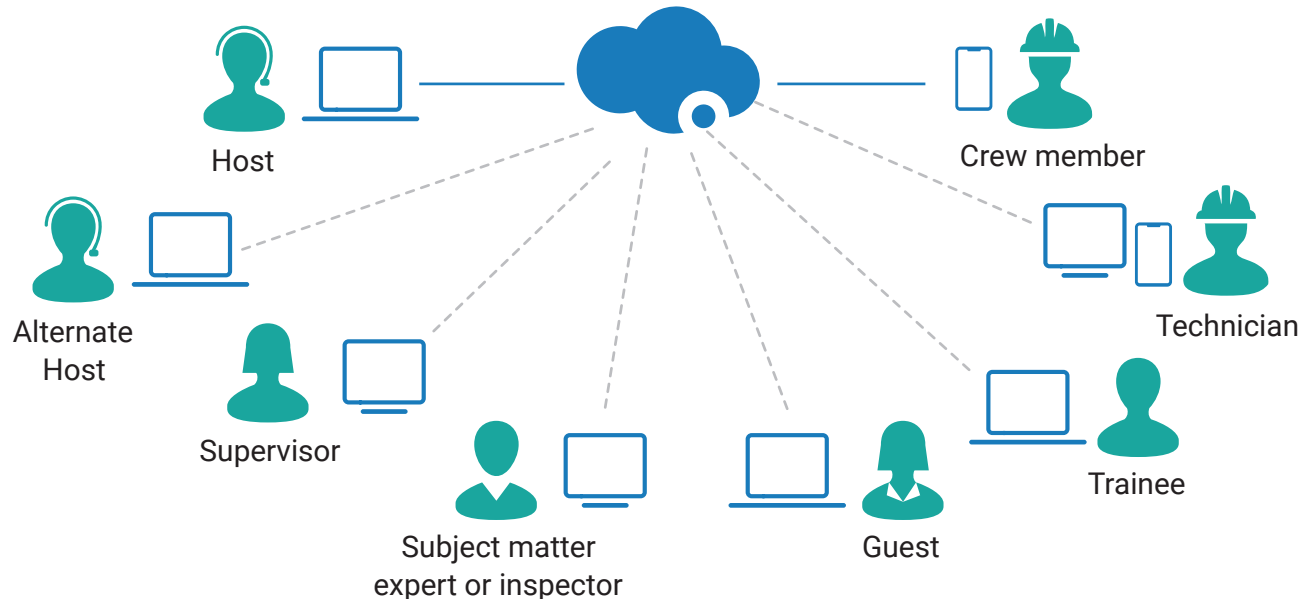 Host
Crew member
Alternate
Host
Technician
Supervisor
Trainee
Subject matter
expert or inspector
Guest